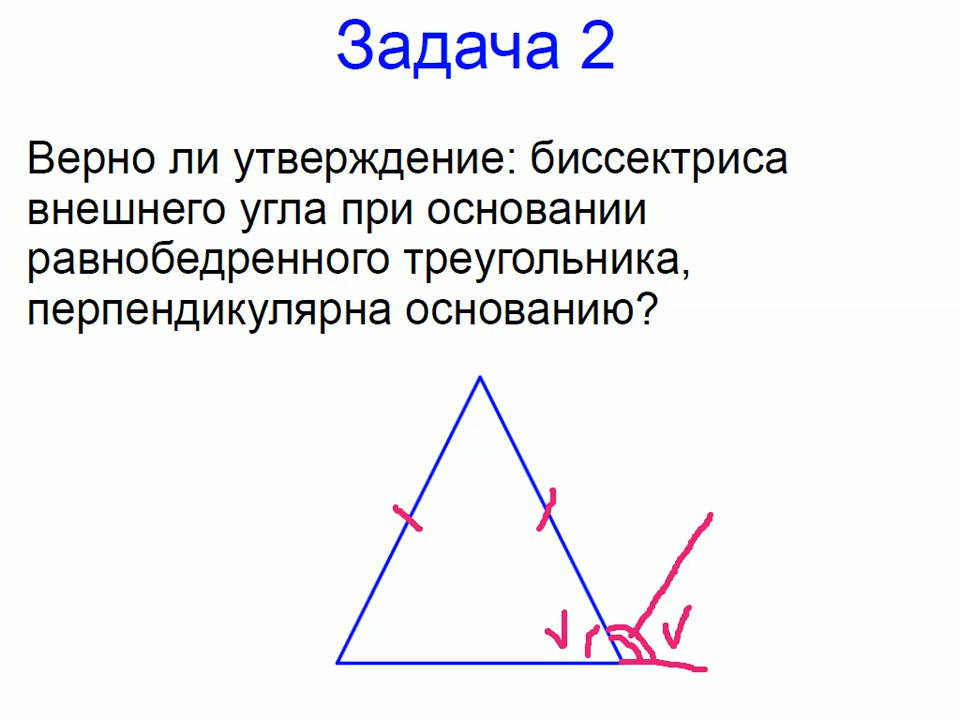 Задача 2
Верно ли утверждение: биссектриса
внешнего угла при основании
равнобедренного треугольника,
перпендикулярна основанию?